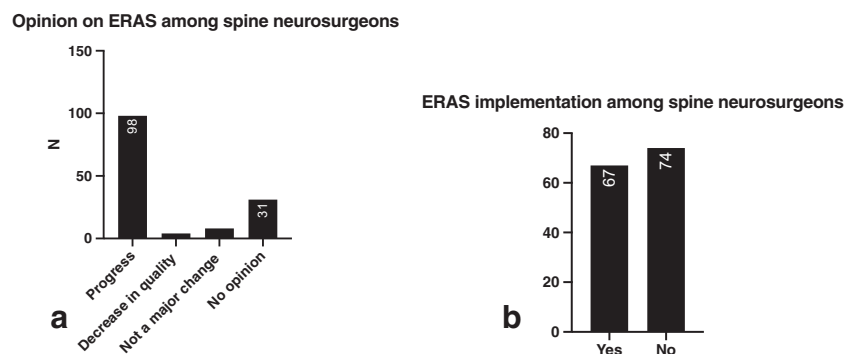 Opinion on ERAS among spine neurosurgeons
150
100
50
0
N
98
31
Progress
Decrease in quality
Not a major change
No opinion
a
ERAS implementation among spine neurosurgeons
80
60
40
20
0
67
74
Yes
No
b